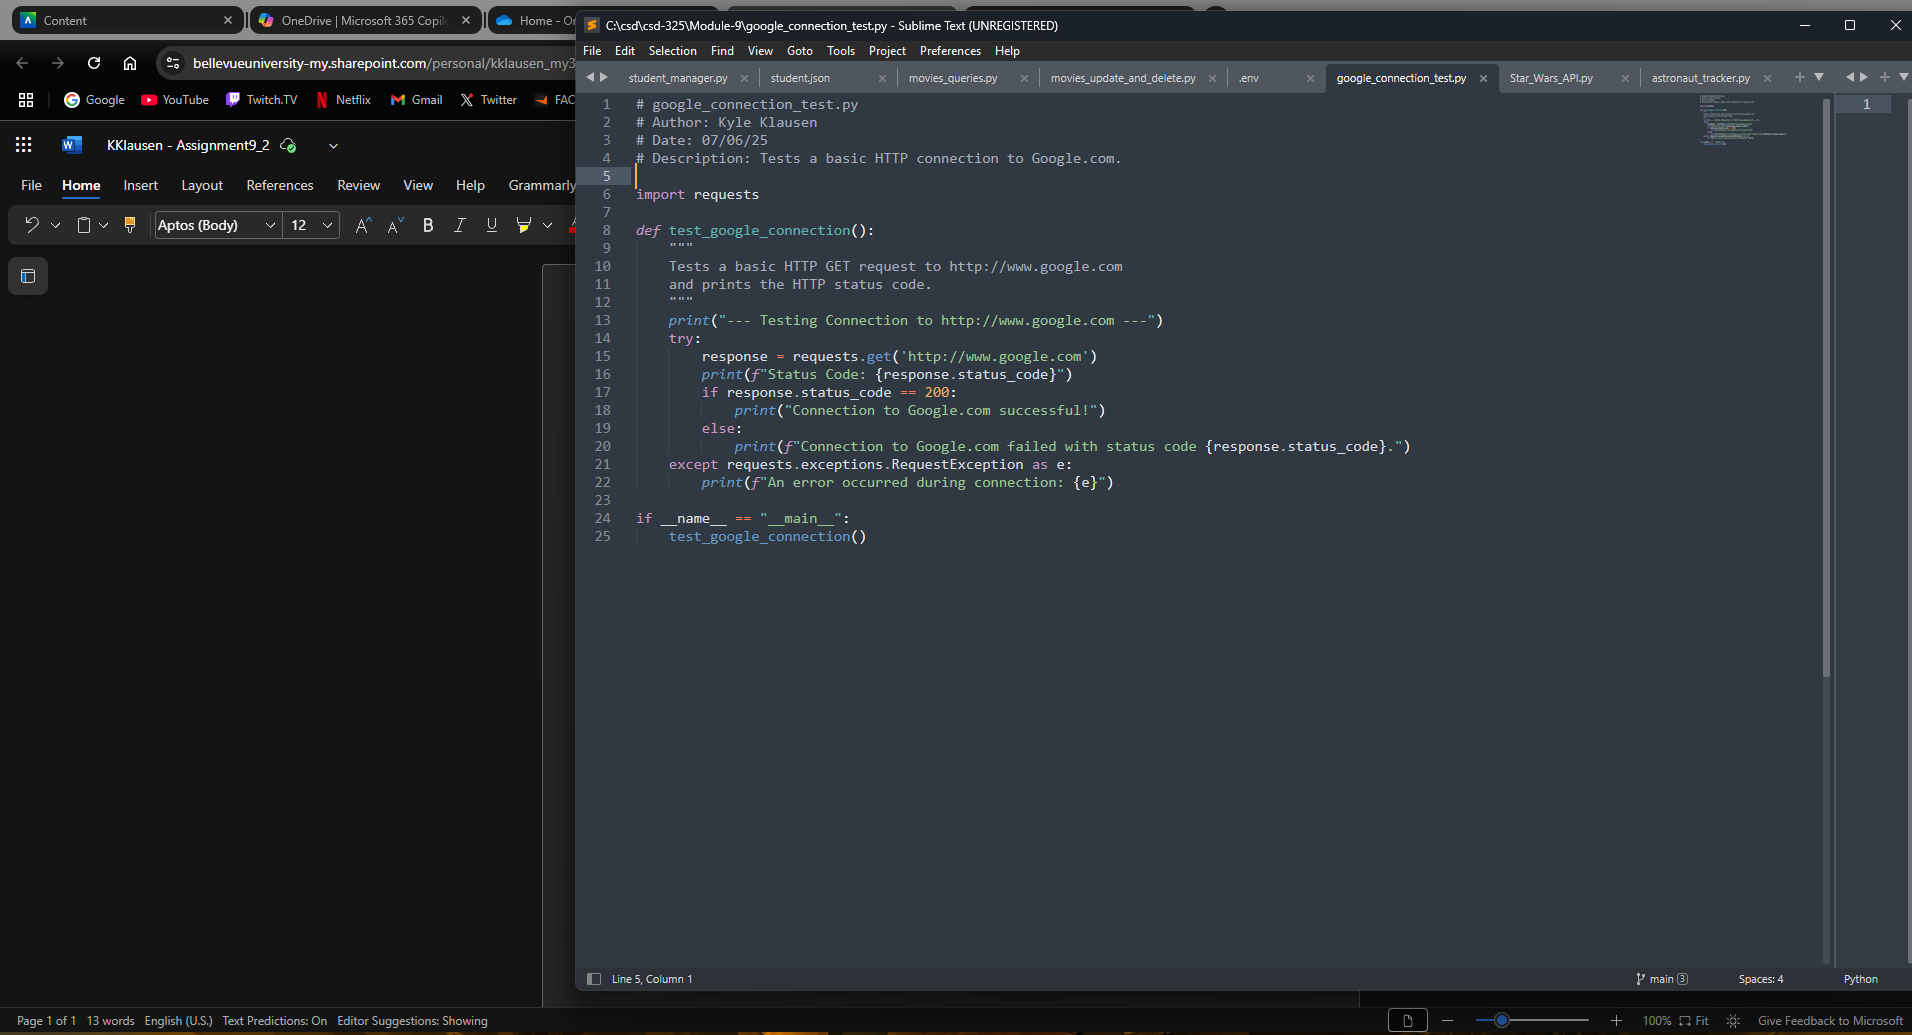 Content
OneDrive | Microsoft 365 Copil
Home - Or
bellevueuniversity-my.sharepoint.com/personal/kklausen_my3
Google YouTube Twitch.TV Netflix Gmail Twitter FAC
KKlausen - Assignment9_2
File Home Insert Layout References Review View Help Grammarly
Aptos (Body) 12 B I U
C:\csd\csd-325\Module-9\google_connection_test.py - Sublime Text (UNREGISTERED)
File Edit Selection Find View Goto Tools Project Preferences Help
student_manager.py student.json movies_queries.py movies_update_and_delete.py .env google_connection_test.py Star_Wars_API.py astronaut_tracker.py
1 # google_connection_test.py
2 # Author: Kyle Klausen
3 # Date: 07/06/25
4 # Description: Tests a basic HTTP connection to Google.com.
5
6 import requests
7
8 def test_google_connection():
9 """
10 Tests a basic HTTP GET request to http://www.google.com
11 and prints the HTTP status code.
12 """
13 print("--- Testing Connection to http://www.google.com ---")
14 try:
15 response = requests.get('http://www.google.com')
16 print(f"Status Code: {response.status_code}")
17 if response.status_code == 200:
18 print("Connection to Google.com successful!")
19 else:
20 print(f"Connection to Google.com failed with status code {response.status_code}.")
21 except requests.exceptions.RequestException as e:
22 print(f"An error occurred during connection: {e}")
23
24 if __name__ == "__main__":
25 test_google_connection()
1
Line 5, Column 1 main 3 Spaces: 4 Python
Page 1 of 1 13 words English (U.S.) Text Predictions: On Editor Suggestions: Showing 100% Fit Give Feedback to Microsoft